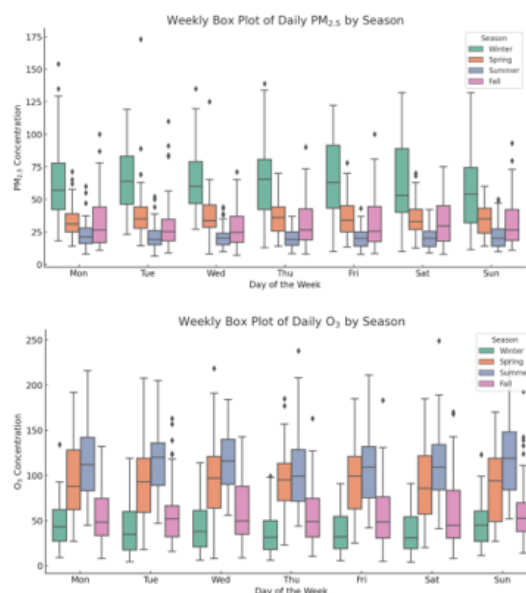 Weekly Box Plot of Daily PM₂.₅ by Season
Season
Winter
Spring
Summer
Fall
175
150
125
100
75
50
25
0
PM₂.₅ Concentration
Mon Tue Wed Thu Fri Sat Sun
Day of the Week
Weekly Box Plot of Daily O₃ by Season
Season
Winter
Spring
Summer
Fall
250
200
150
100
50
0
O₃ Concentration
Mon Tue Wed Thu Fri Sat Sun
Day of the Week